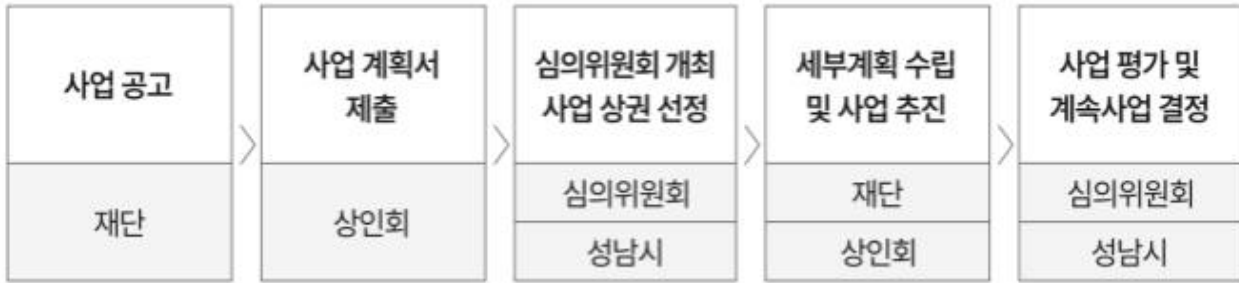 사업 공고
재단
사업 계획서
제출
상인회
심의위원회 개최
사업 상권 선정
심의위원회
성남시
세부계획 수립
및 사업 추진
재단
상인회
사업 평가 및
계속사업 결정
심의위원회
성남시